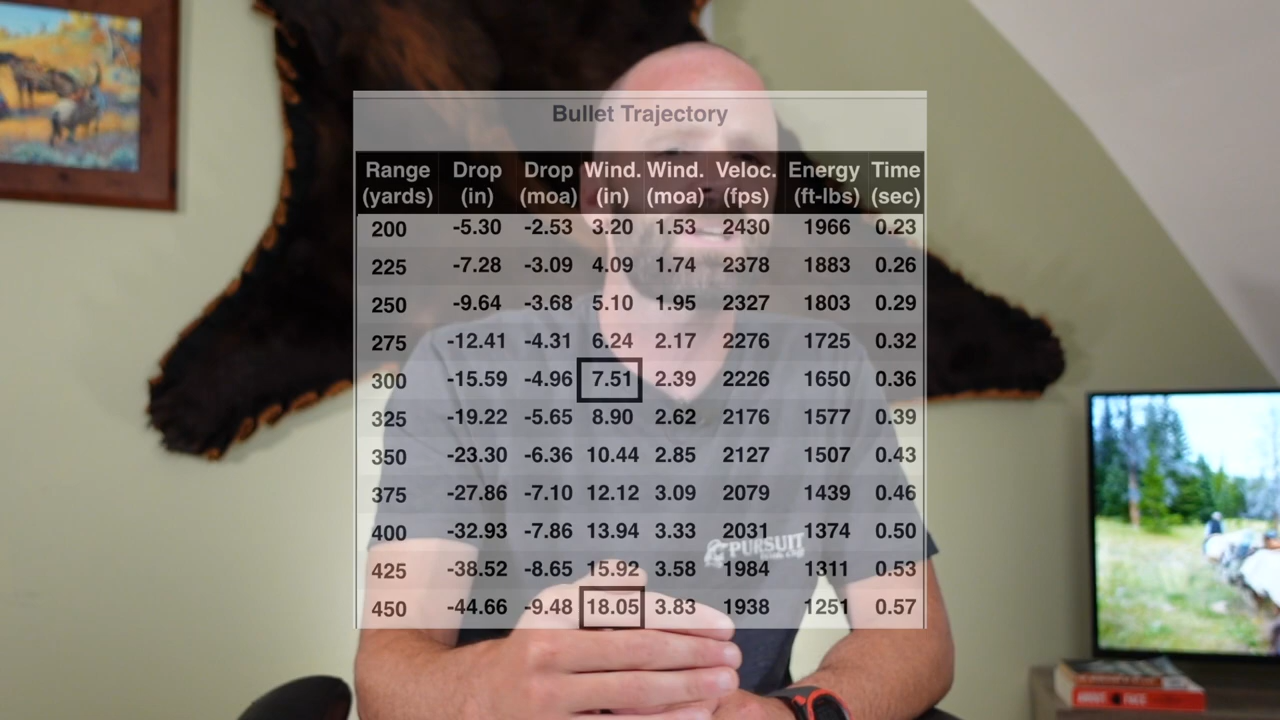 Bullet Trajectory
Range (yards) Drop (in) Drop (moa) Wind. (in) Wind. (moa) Veloc. (fps) Energy (ft-lbs) Time (sec)
200 -5.30 -2.53 3.20 1.53 2430 1966 0.23
225 -7.28 -3.09 4.09 1.74 2378 1883 0.26
250 -9.64 -3.68 5.10 1.95 2327 1803 0.29
275 -12.41 -4.31 6.24 2.17 2276 1725 0.32
300 -15.59 -4.96 7.51 2.39 2226 1650 0.36
325 -19.22 -5.65 8.90 2.62 2176 1577 0.39
350 -23.30 -6.36 10.44 2.85 2127 1507 0.43
375 -27.86 -7.10 12.12 3.09 2079 1439 0.46
400 -32.93 -7.86 13.94 3.33 2031 1374 0.50
425 -38.52 -8.65 15.92 3.58 1984 1311 0.53
450 -44.66 -9.48 18.05 3.83 1938 1251 0.57
PURSUIT